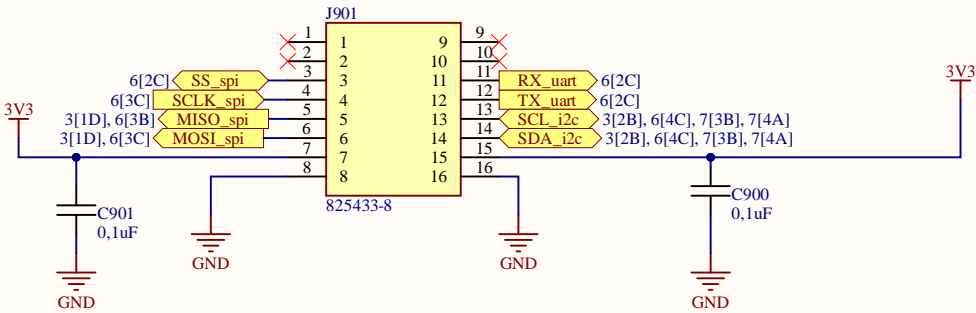 J901
1 1 9 9
2 2 10 10
6[2C] SS_spi 3 3 11 11 RX_uart 6[2C]
6[3C] SCLK_spi 4 4 12 12 TX_uart 6[2C]
3[1D], 6[3B] MISO_spi 5 5 13 13 SCL_i2c 3[2B], 6[4C], 7[3B], 7[4A]
3[1D], 6[3C] MOSI_spi 6 6 14 14 SDA_i2c 3[2B], 6[4C], 7[3B], 7[4A]
3V3 7 7 15 15 3V3
8 8 16 16
825433-8
C901
0,1uF
C900
0,1uF
GND
GND
GND
GND